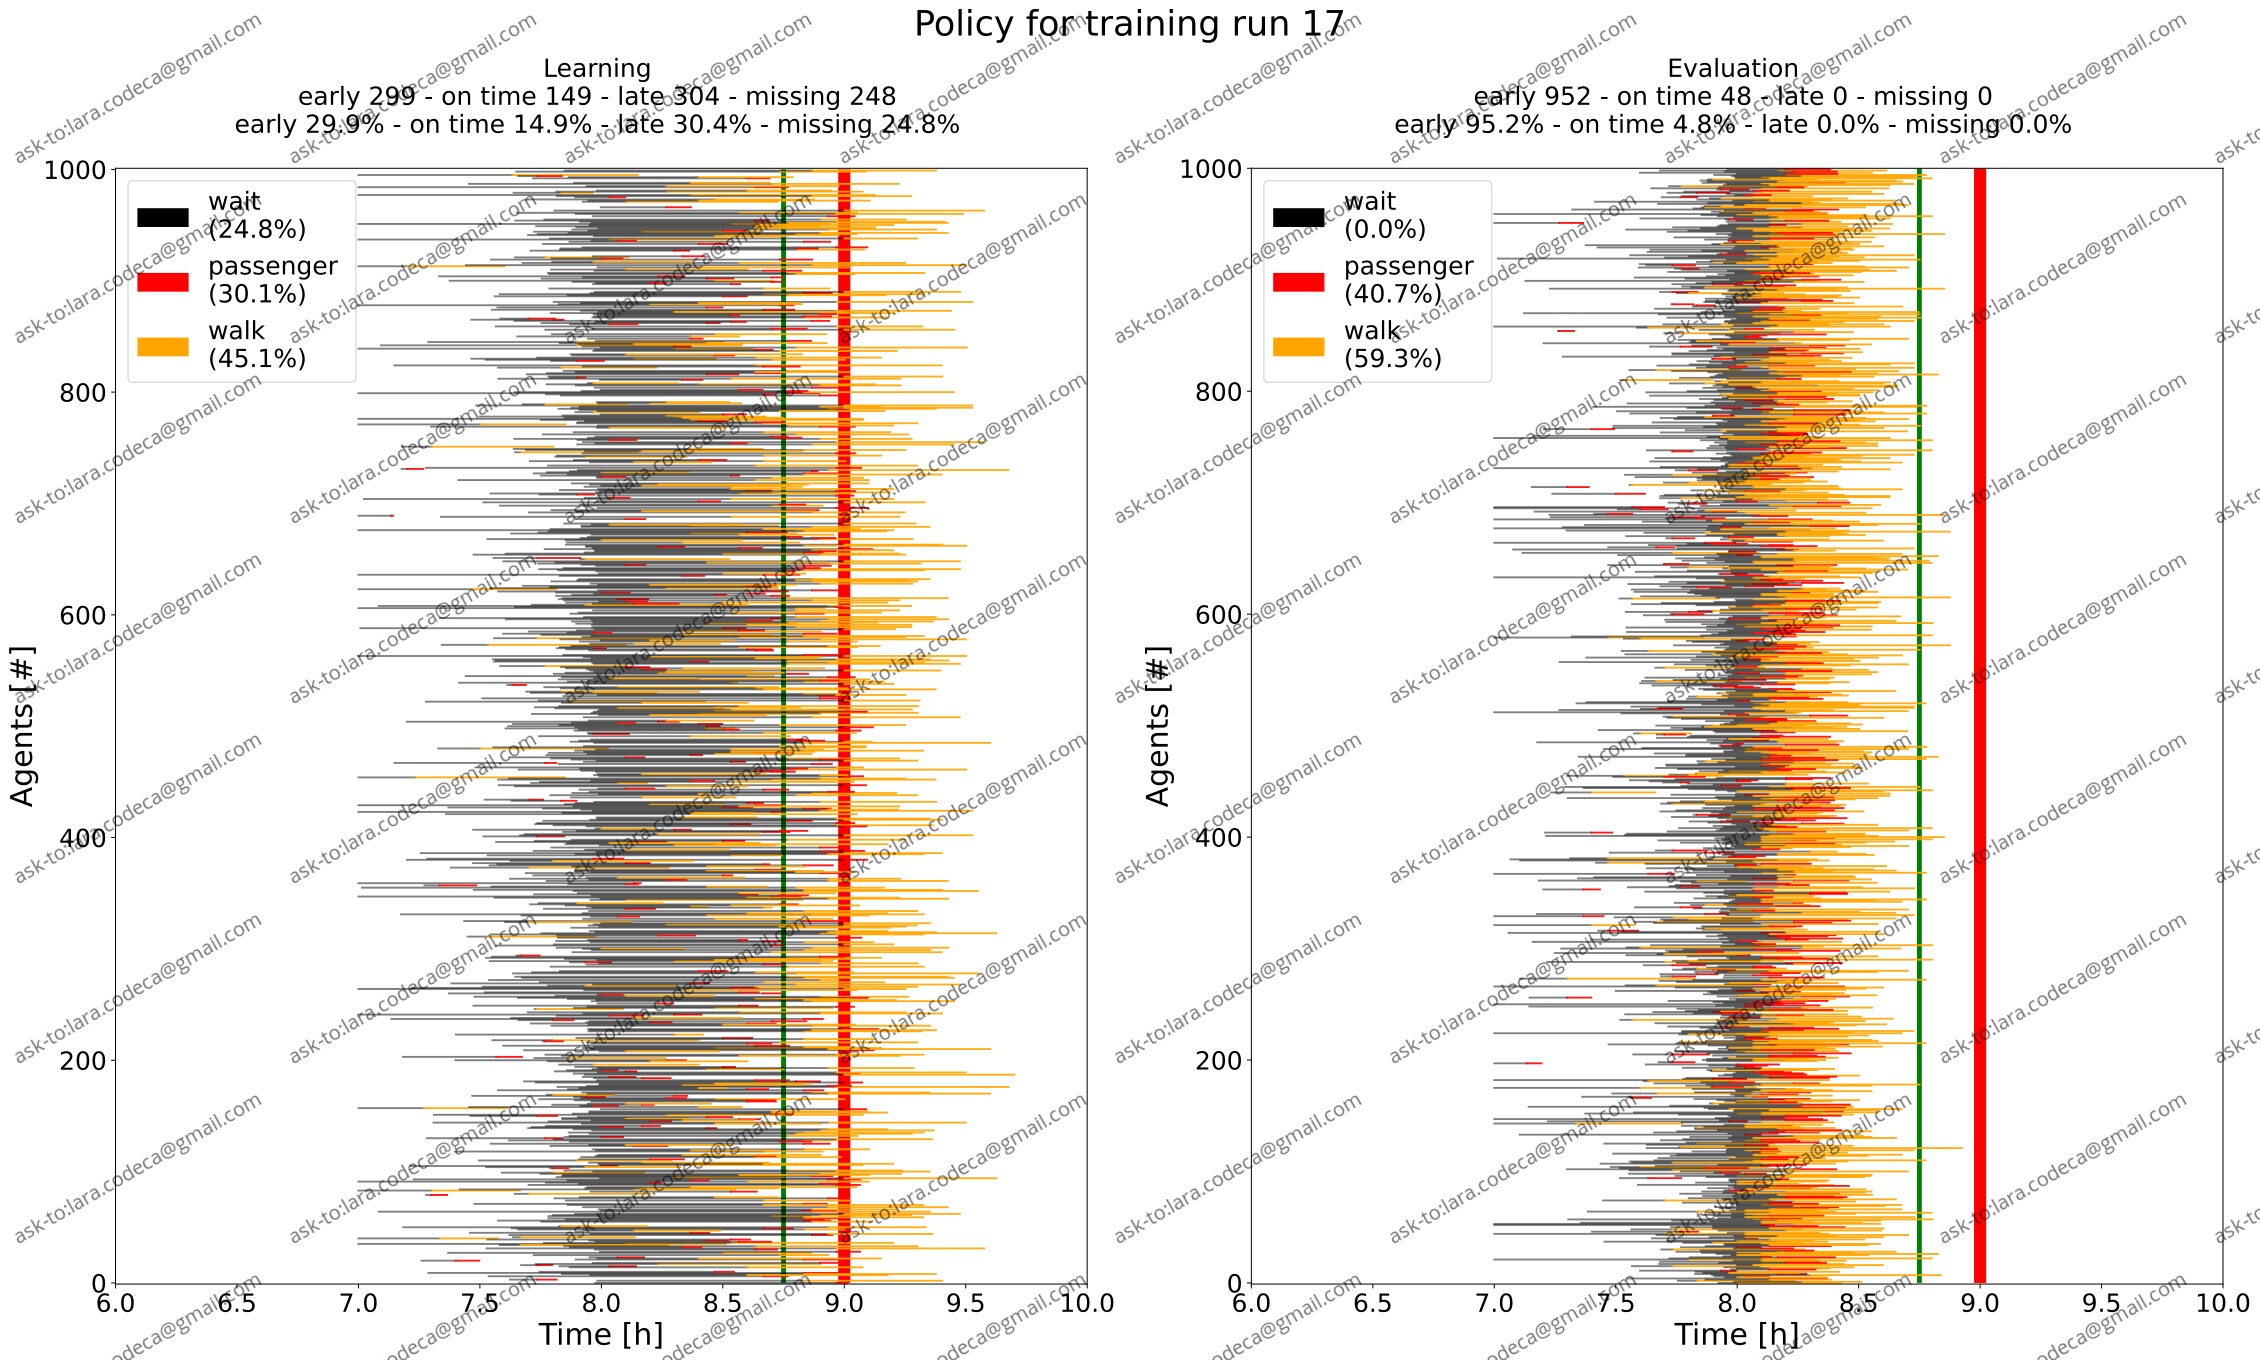 Policy for training run 17
Learning
early 299 - on time 149 - late 304 - missing 248
early 29.9% - on time 14.9% - late 30.4% - missing 24.8%
wait
(24.8%)
passenger
(30.1%)
walk
(45.1%)
Agents [#]
1000
800
600
400
200
0
6.0 6.5 7.0 7.5 8.0 8.5 9.0 9.5 10.0
Time [h]
Evaluation
early 952 - on time 48 - late 0 - missing 0
early 95.2% - on time 4.8% - late 0.0% - missing 0.0%
wait
(0.0%)
passenger
(40.7%)
walk
(59.3%)
Agents [#]
1000
800
600
400
200
0
6.0 6.5 7.0 7.5 8.0 8.5 9.0 9.5 10.0
Time [h]
ask-to:lara.codeca@gmail.com